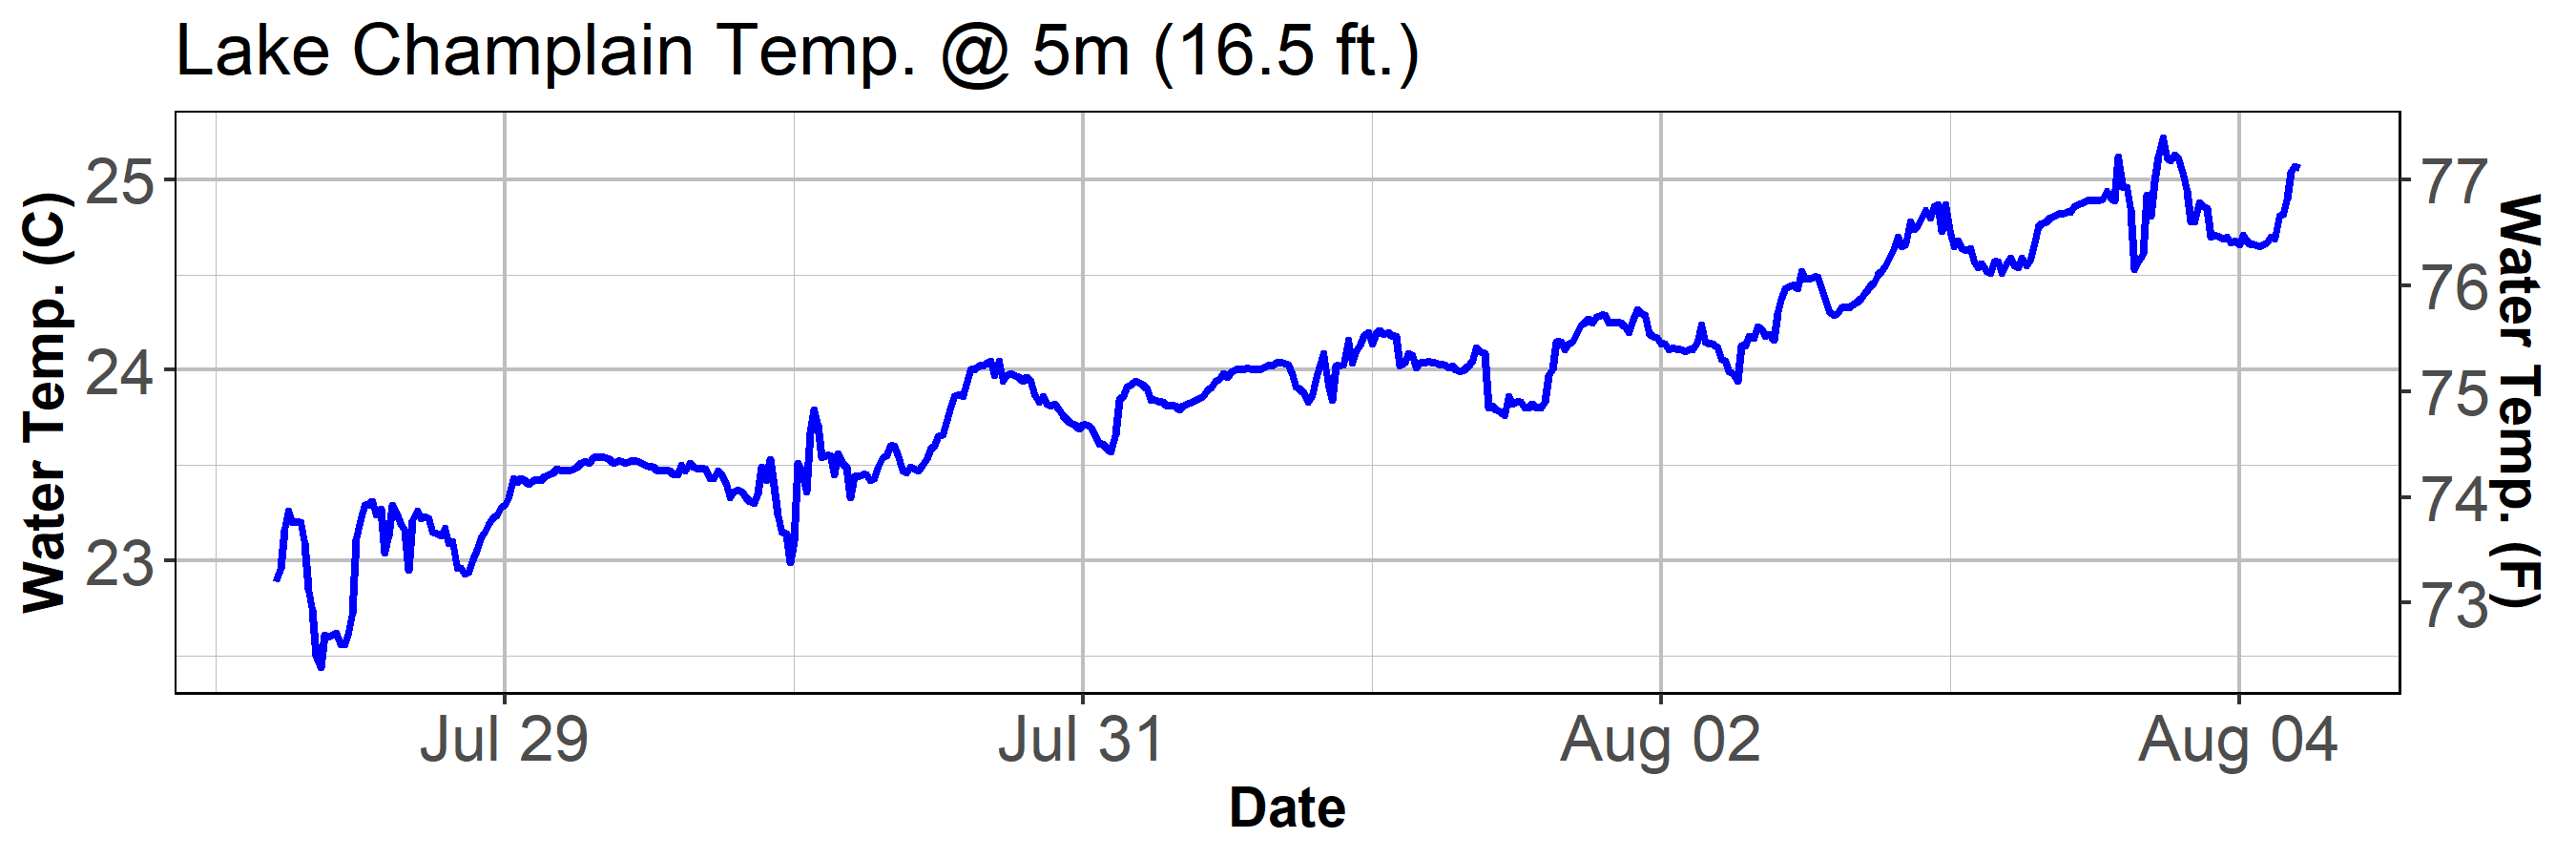 Lake Champlain Temp. @ 5m (16.5 ft.)
Water Temp. (C)
25
24
23
77
76
75
74
73
Water Temp. (F)
Jul 29
Jul 31
Aug 02
Aug 04
Date